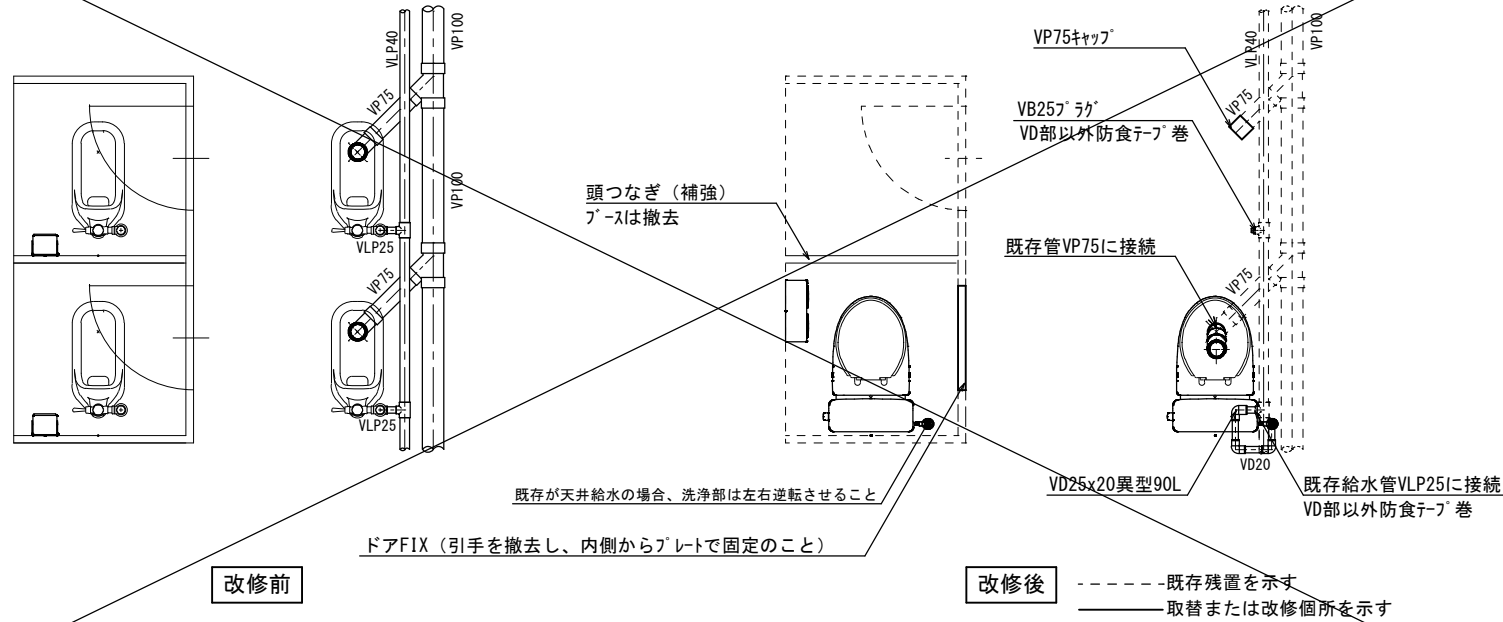 VLP40
VP100
VP75
VP100
VLP25
VP75
VLP25
改修前
頭つなぎ（補強）
ブースは撤去
既存が天井給水の場合、洗浄部は左右逆転させること
ドアFIX（引手を撤去し、内側からプレートで固定のこと）
VP75キャップ
VLP40
VP100
VP75
VB25プラグ
VD部以外防食テープ巻
既存管VP75に接続
VP75
VD20
VD25x20異型90L
既存給水管VLP25に接続
VD部以外防食テープ巻
改修後
既存残置を示す
取替または改修個所を示す